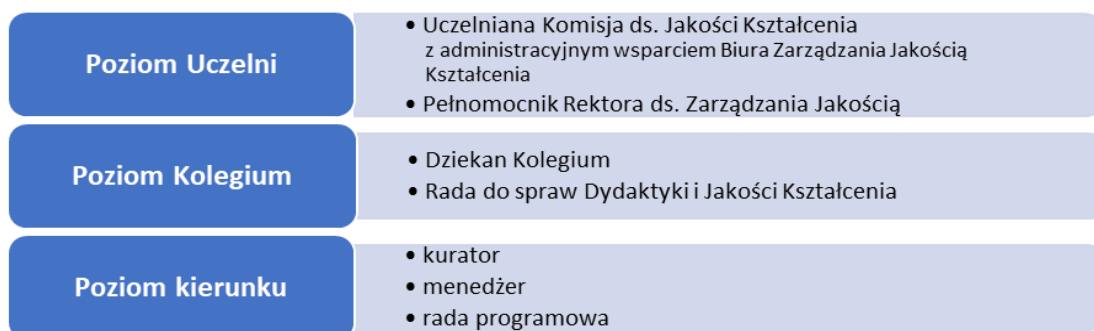 Poziom Uczelni
• Uczelniana Komisja ds. Jakości Kształcenia
z administracyjnym wsparciem Biura Zarządzania Jakością
Kształcenia
• Pełnomocnik Rektora ds. Zarządzania Jakością
Poziom Kolegium
• Dziekan Kolegium
• Rada do spraw Dydaktyki i Jakości Kształcenia
Poziom kierunku
• kurator
• menedżer
• rada programowa